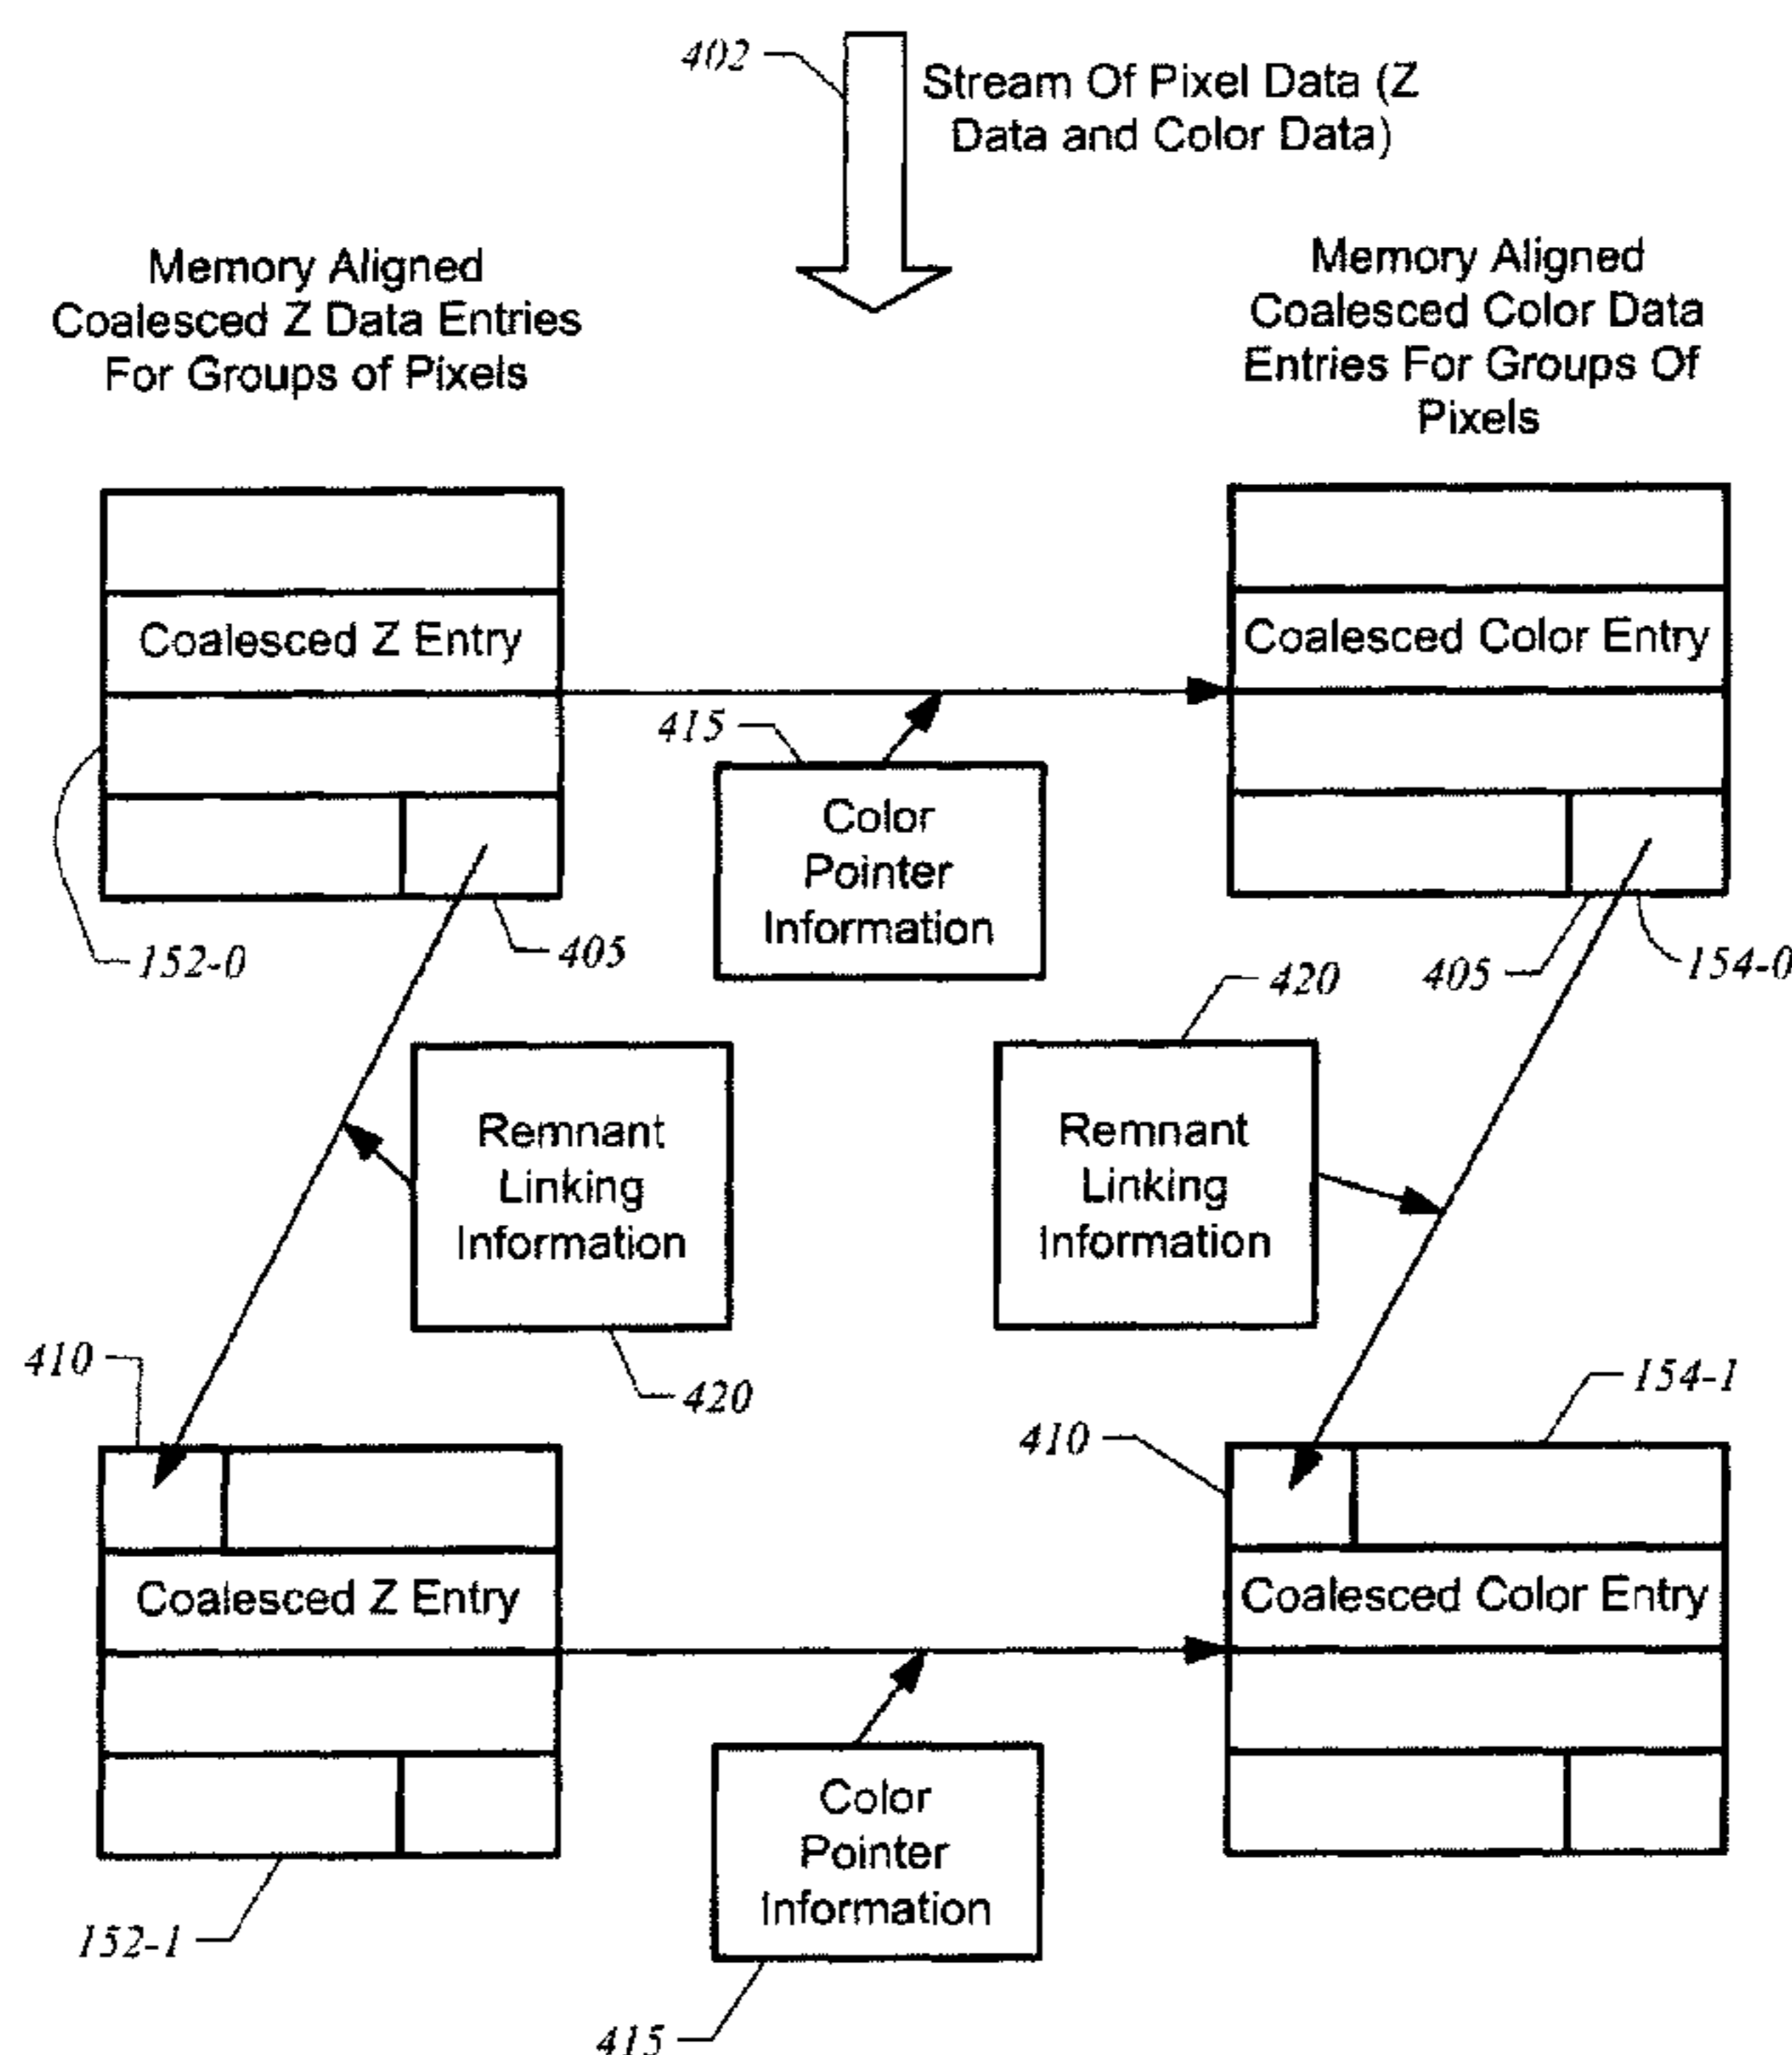 402
Stream Of Pixel Data (Z
Data and Color Data)
Memory Aligned
Coalesced Z Data Entries
For Groups of Pixels
Memory Aligned
Coalesced Color Data
Entries For Groups Of
Pixels
Coalesced Z Entry
Coalesced Color Entry
415
Color
Pointer
Information
152-0
405
405
154-0
420
Remnant
Linking
Information
Remnant
Linking
Information
410
420
154-1
410
Coalesced Z Entry
Coalesced Color Entry
Color
Pointer
Information
152-1
415